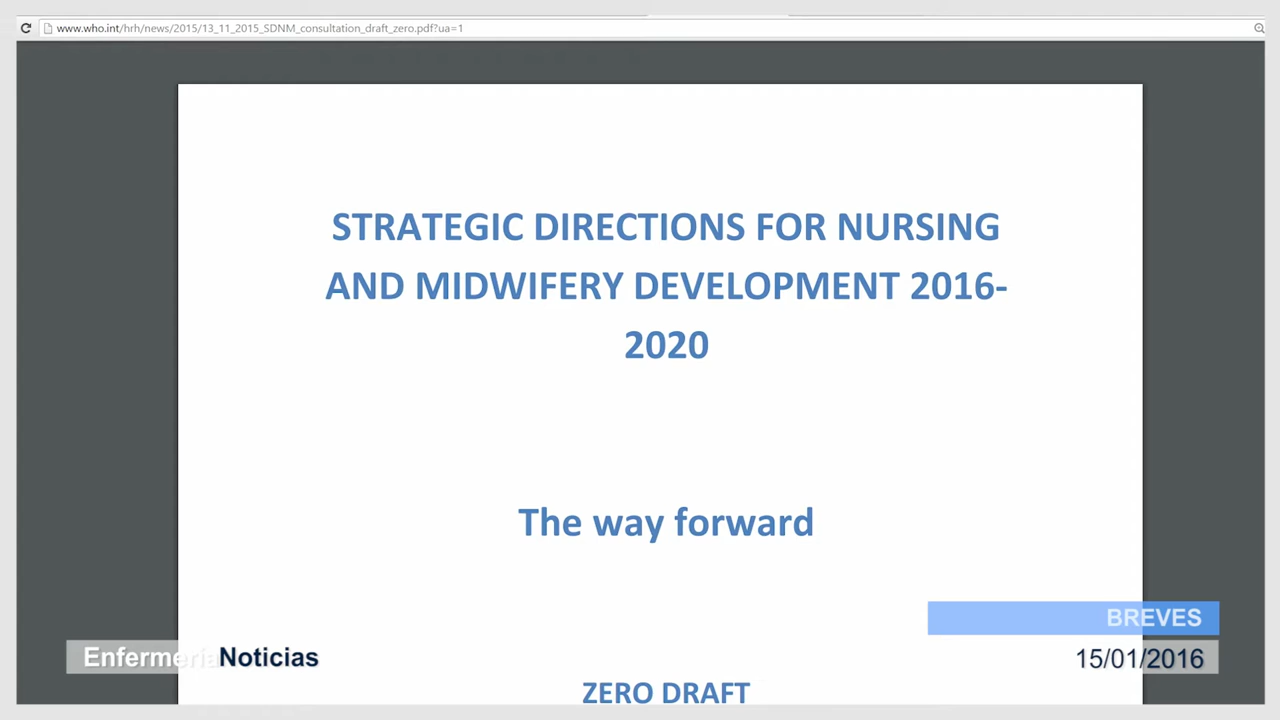 www.who.int/hrh/news/2015/13_11_2015_SDNM_consultation_draft_zero.pdf?ua=1
STRATEGIC DIRECTIONS FOR NURSING
AND MIDWIFERY DEVELOPMENT 2016-
2020
The way forward
BREVES
EnfermeríaNoticias
15/01/2016
ZERO DRAFT